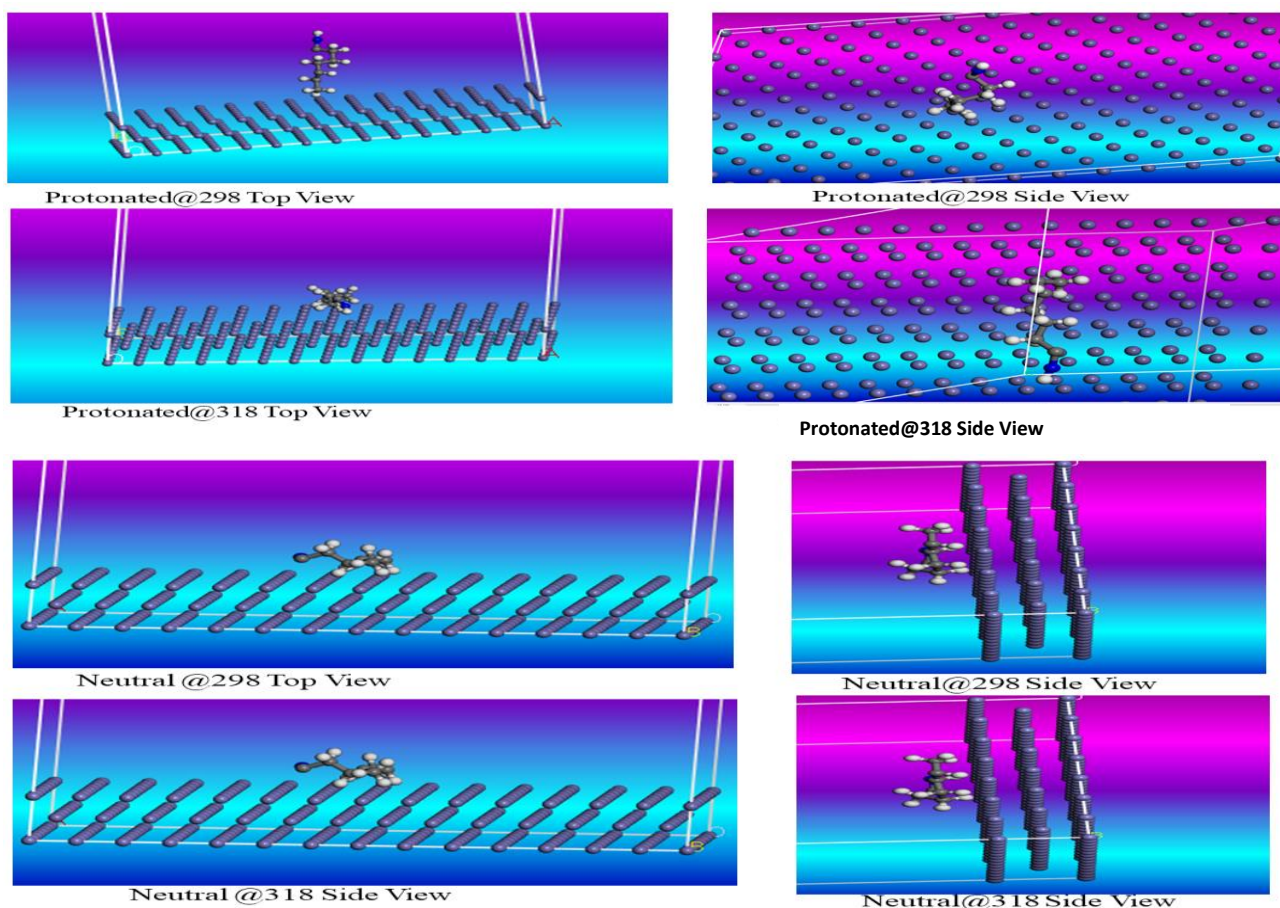 Protonated@298 Top View
Protonated@298 Side View
Protonated@318 Top View
Protonated@318 Side View
Neutral @298 Top View
Neutral@298 Side View
Neutral @318 Side View
Neutral@318 Side View